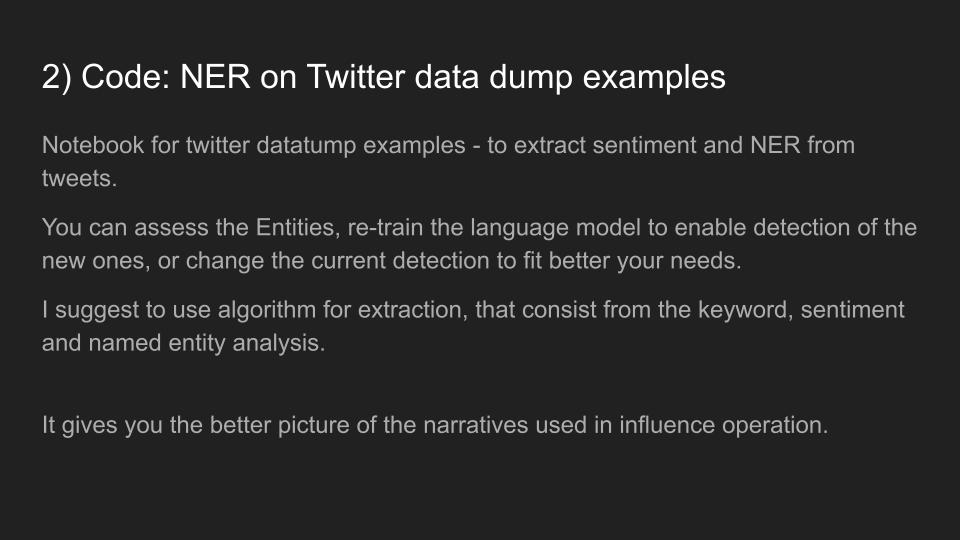 2) Code: NER on Twitter data dump examples
Notebook for twitter datatump examples - to extract sentiment and NER from
tweets.
You can assess the Entities, re-train the language model to enable detection of the
new ones, or change the current detection to fit better your needs.
I suggest to use algorithm for extraction, that consist from the keyword, sentiment
and named entity analysis.
It gives you the better picture of the narratives used in influence operation.